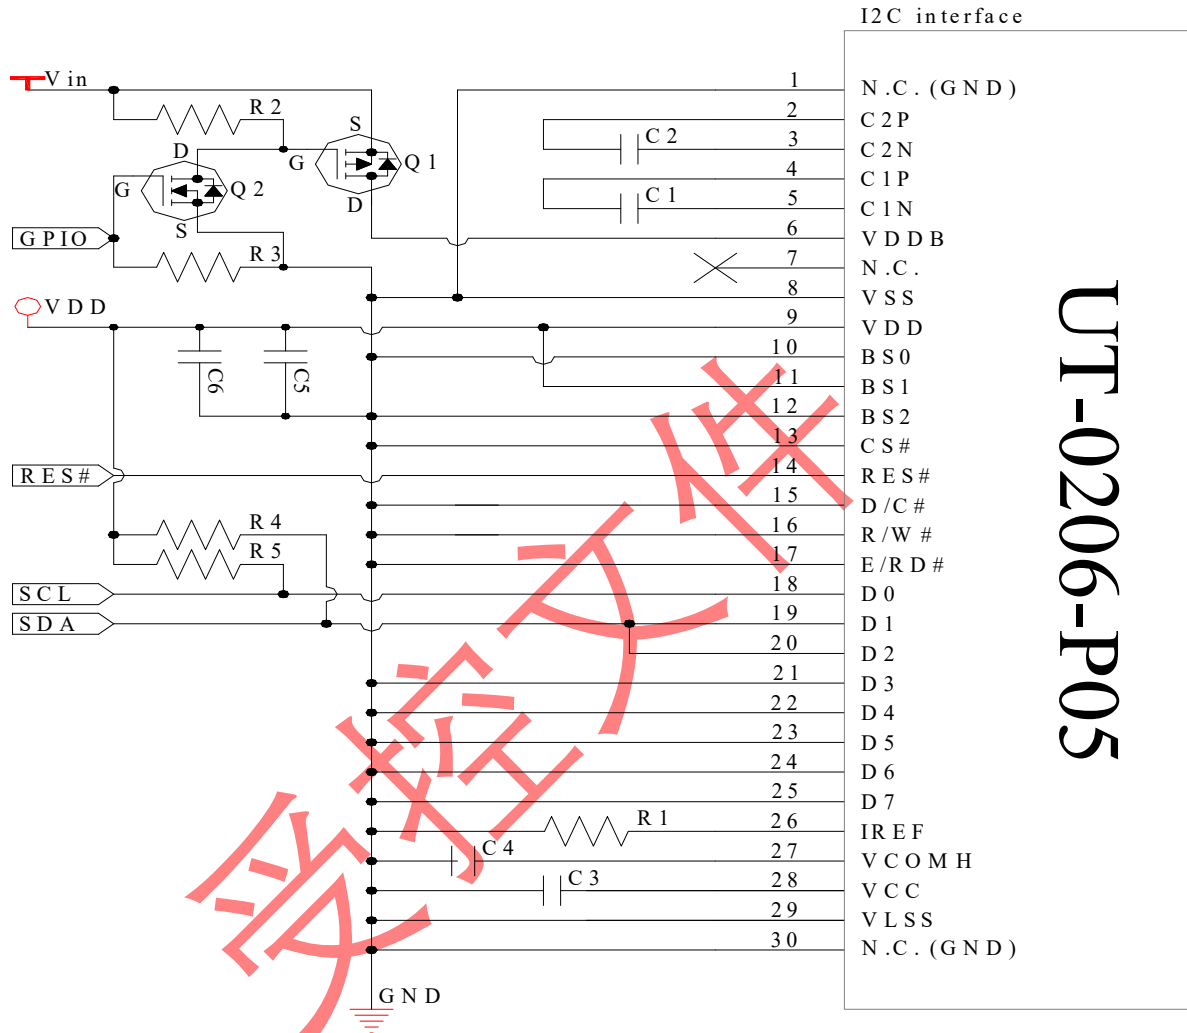 I2C interface
Vin
R2
S
G
Q1
D
D
G
Q2
S
GPIO
R3
VDD
C6
C5
RES#
R4
R5
SCL
SDA
C2
C1
1 N.C.(GND)
2 C2P
3 C2N
4 C1P
5 C1N
6 VDDB
7 N.C.
8 VSS
9 VDD
10 BS0
11 BS1
12 BS2
13 CS#
14 RES#
15 D/C#
16 R/W#
17 E/RD#
18 D0
19 D1
20 D2
21 D3
22 D4
23 D5
24 D6
25 D7
R1
26 IREF
C4
27 VCOMH
C3
28 VCC
29 VLSS
30 N.C.(GND)
GND
UT-0206-P05
受控文件